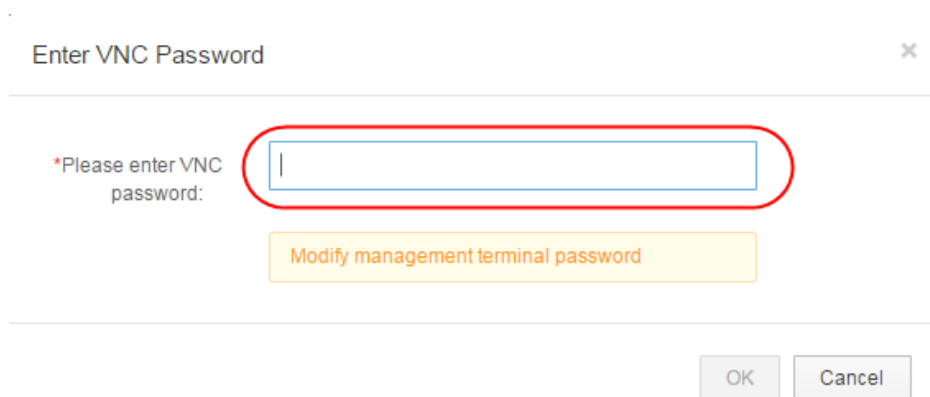 Enter VNC Password
×
*Please enter VNC
password:
Modify management terminal password
OK
Cancel